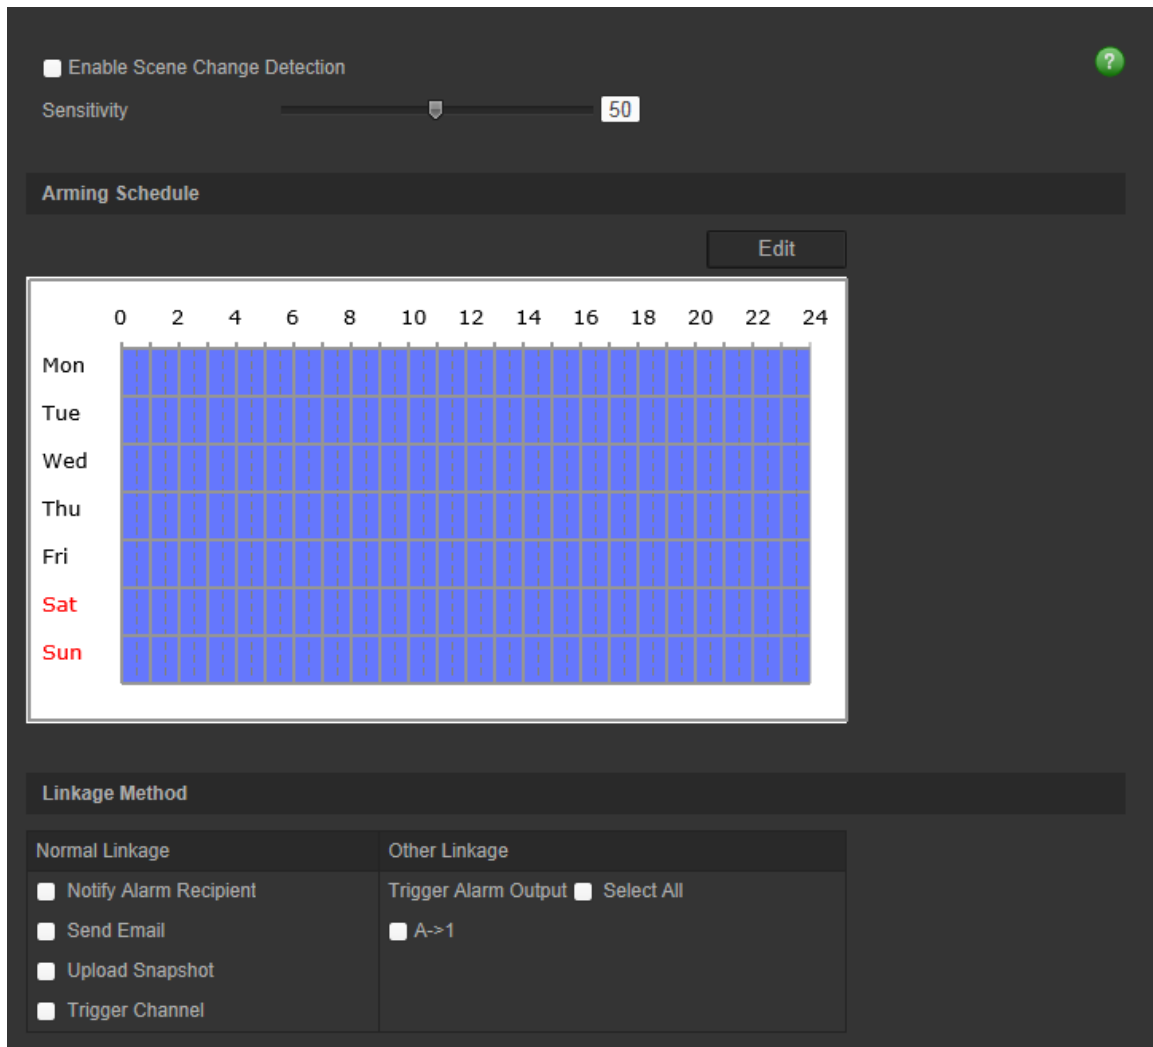 Enable Scene Change Detection
?
Sensitivity 50
Arming Schedule
Edit
0 2 4 6 8 10 12 14 16 18 20 22 24
Mon
Tue
Wed
Thu
Fri
Sat
Sun
Linkage Method
Normal Linkage Other Linkage
Notify Alarm Recipient Trigger Alarm Output Select All
Send Email A->1
Upload Snapshot
Trigger Channel